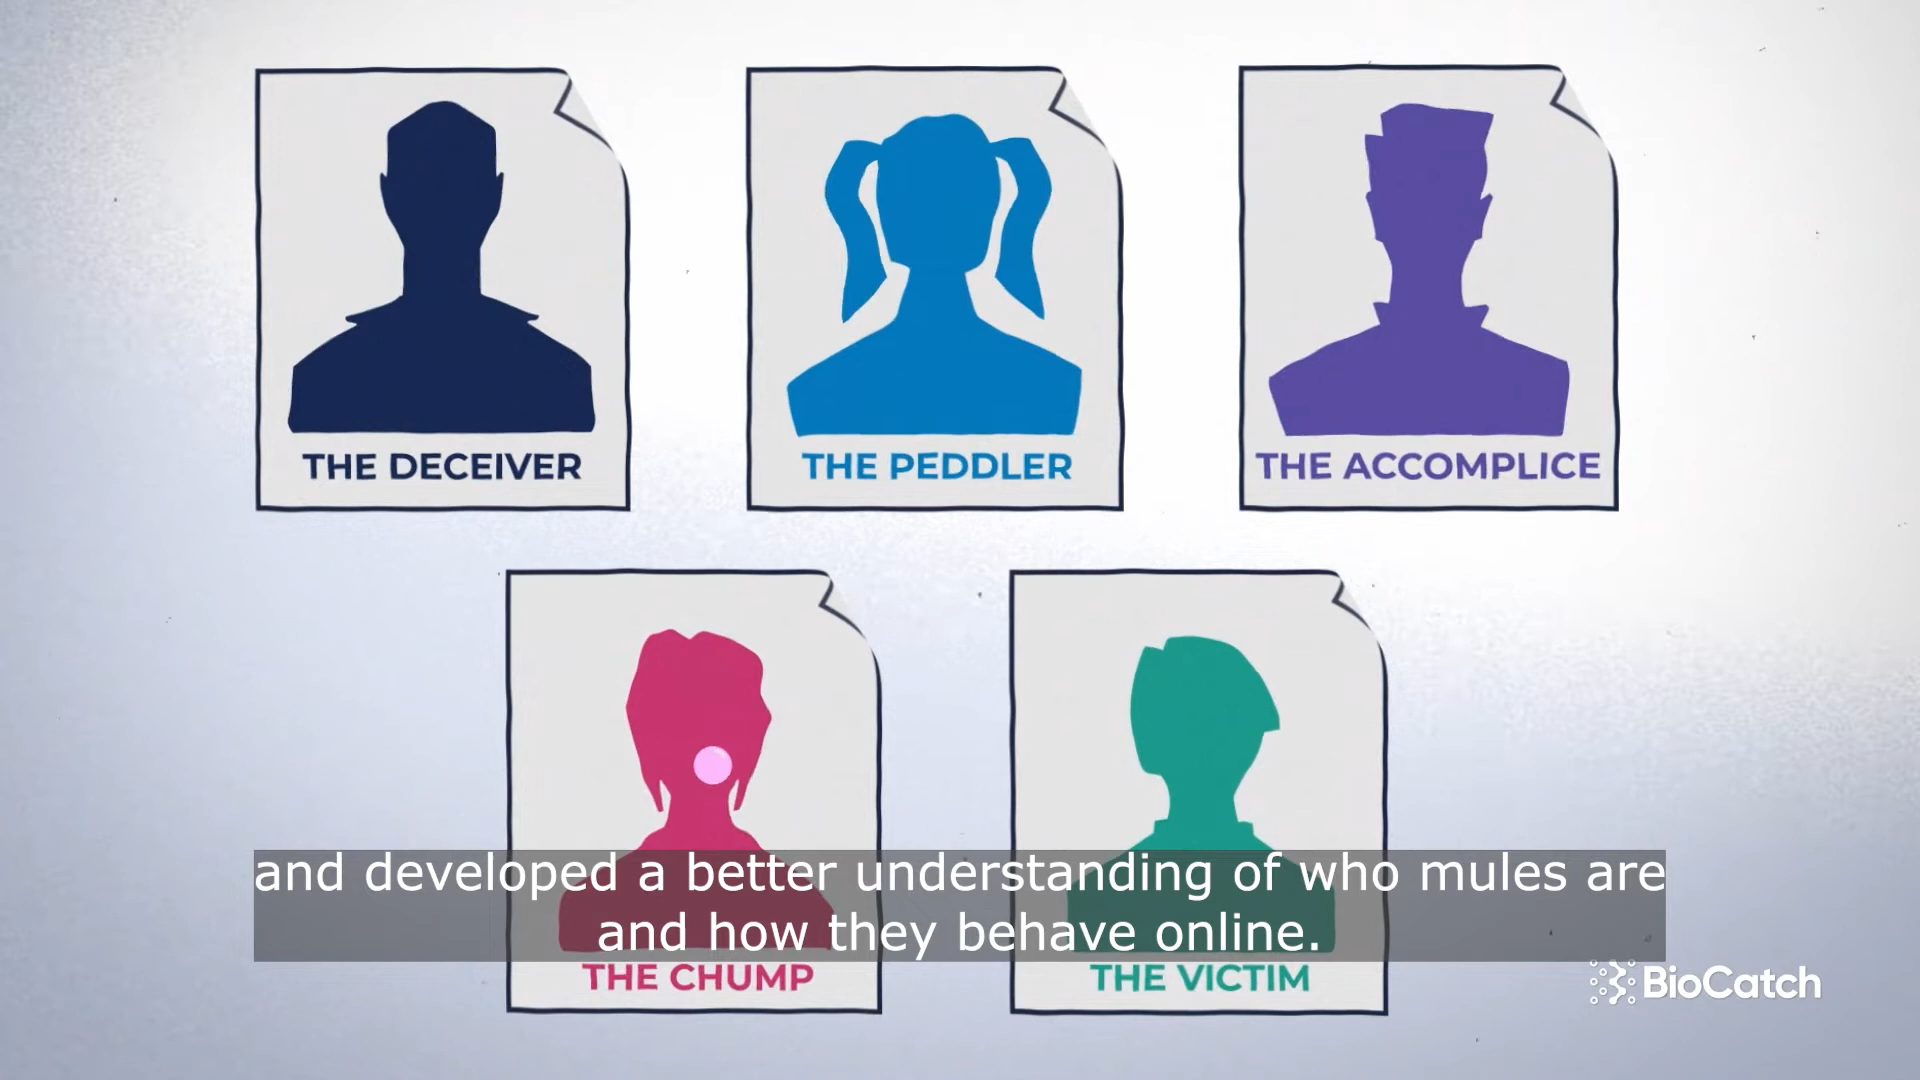 THE DECEIVER
THE PEDDLER
THE ACCOMPLICE
and developed a better understanding of who mules are
and how they behave online.
THE CHUMP
THE VICTIM
BioCatch